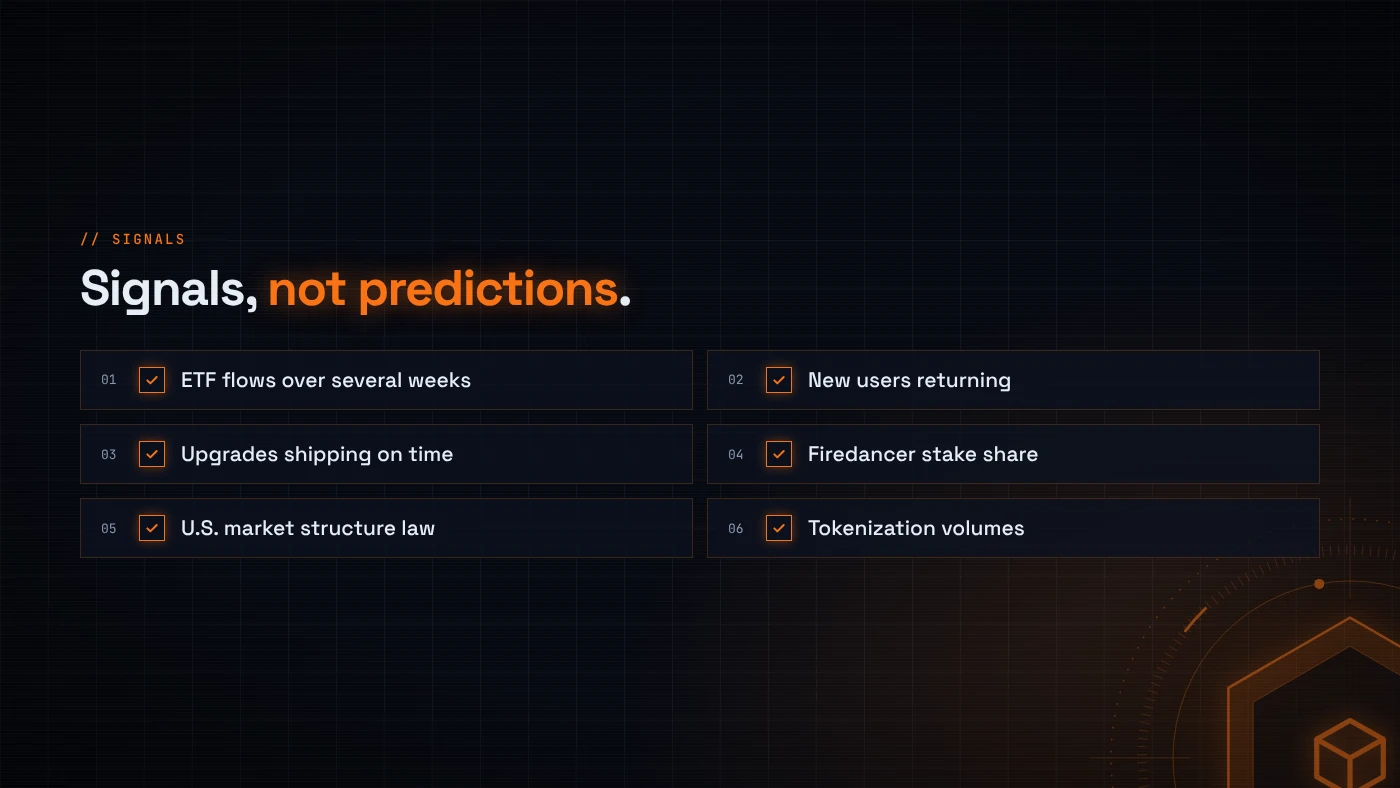 // SIGNALS
Signals, not predictions.
01 ETF flows over several weeks
02 New users returning
03 Upgrades shipping on time
04 Firedancer stake share
05 U.S. market structure law
06 Tokenization volumes